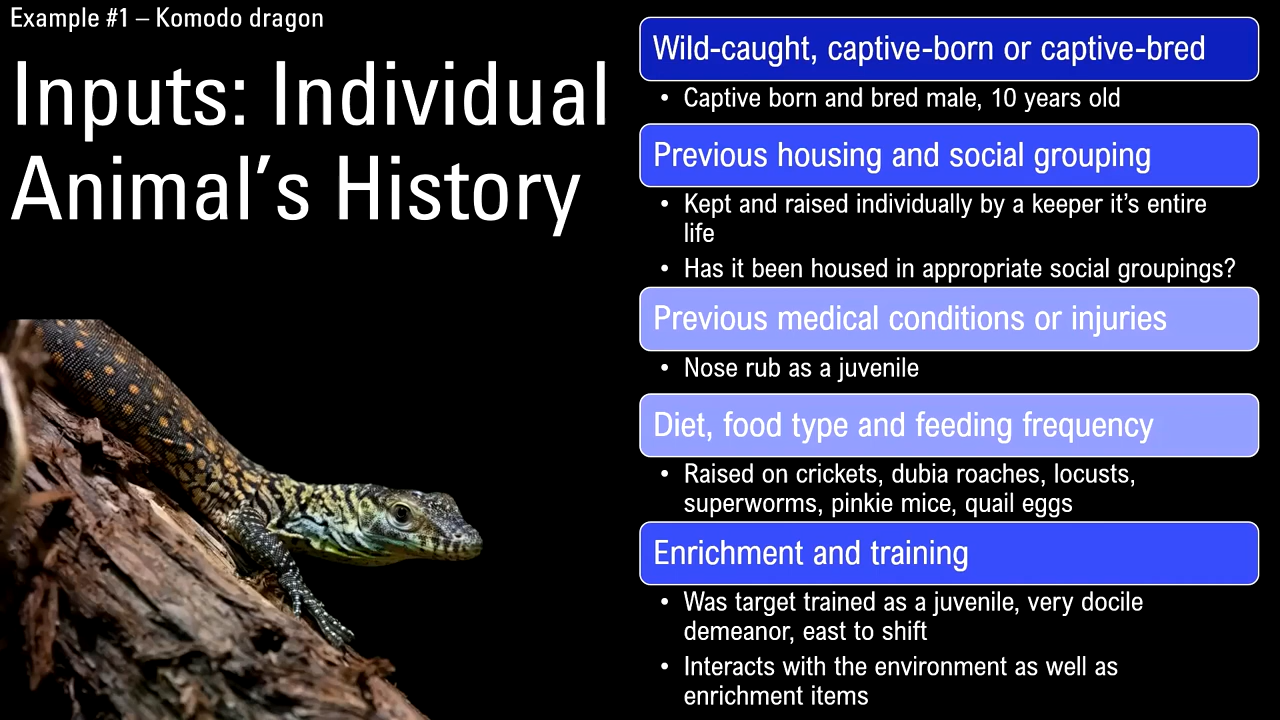 Example #1 – Komodo dragon
Inputs: Individual
Animal’s History
Wild-caught, captive-born or captive-bred
• Captive born and bred male, 10 years old
Previous housing and social grouping
• Kept and raised individually by a keeper it’s entire
life
• Has it been housed in appropriate social groupings?
Previous medical conditions or injuries
• Nose rub as a juvenile
Diet, food type and feeding frequency
• Raised on crickets, dubia roaches, locusts,
superworms, pinkie mice, quail eggs
Enrichment and training
• Was target trained as a juvenile, very docile
demeanor, east to shift
• Interacts with the environment as well as
enrichment items